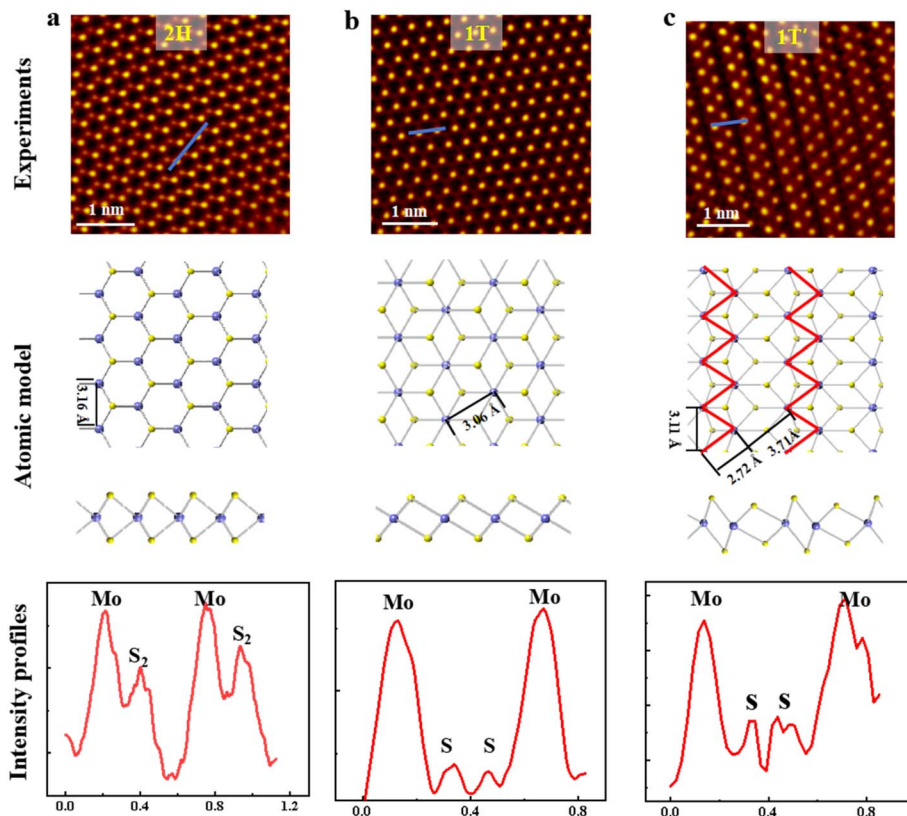 a
b
c
Experiments
2H
1T
1T′
1 nm
1 nm
1 nm
Atomic model
3.16 Å
3.06 Å
3.11 Å
2.72 Å
3.71Å
Intensity profiles
Mo
S2
Mo
S2
0.0 0.4 0.8 1.2
Mo
S
S
Mo
0.0 0.4 0.8
Mo
S
S
Mo
0.0 0.4 0.8